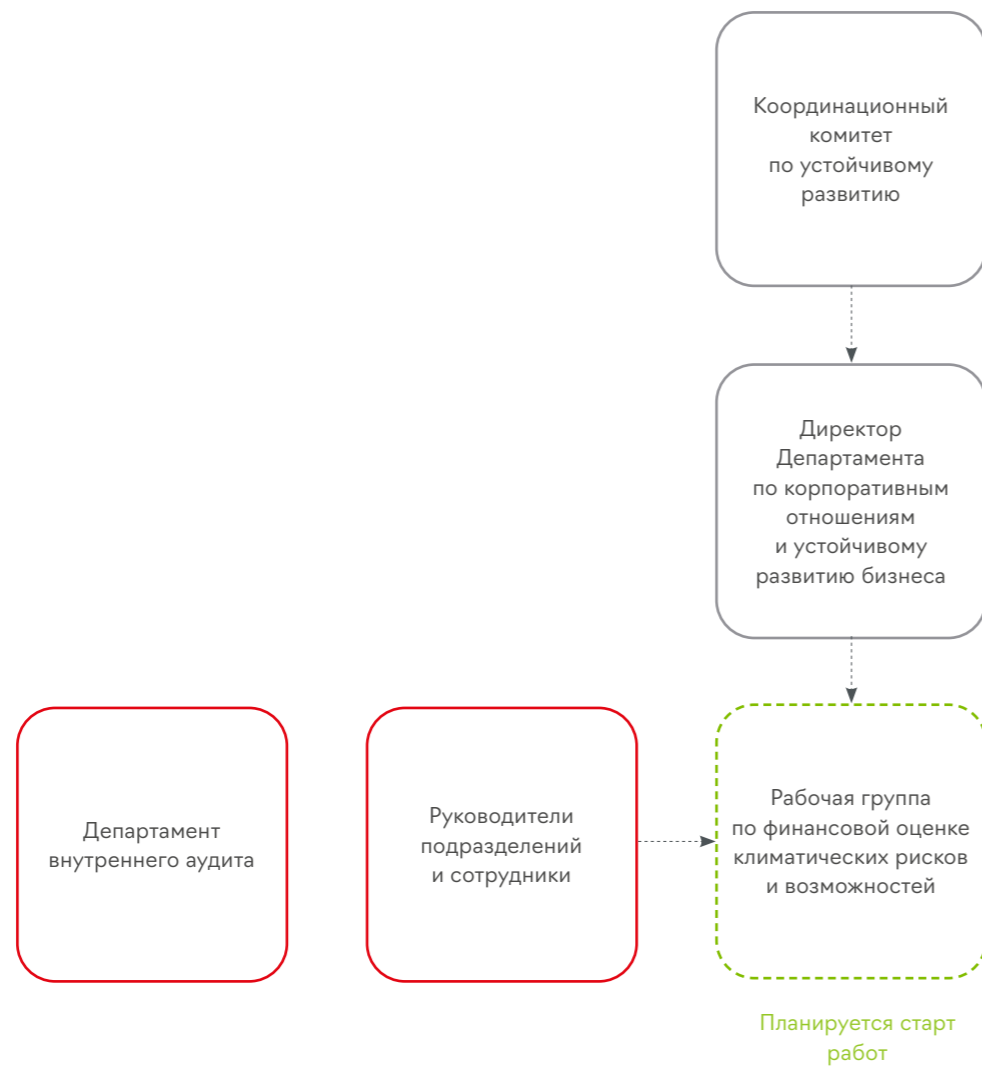 Координационный
комитет
по устойчивому
развитию
Директор
Департамента
по корпоративным
отношениям
и устойчивому
развитию бизнеса
Департамент
внутреннего аудита
Руководители
подразделений
и сотрудники
Рабочая группа
по финансовой оценке
климатических рисков
и возможностей
Планируется старт
работ